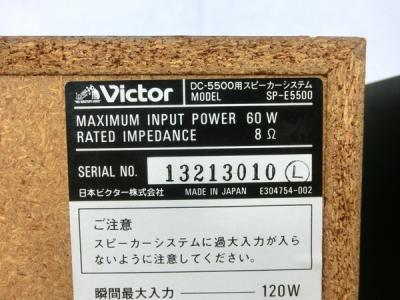 Victor
DC-5500用スピーカーシステム
MODEL SP-E5500
MAXIMUM INPUT POWER 60W
RATED IMPEDANCE 8Ω
SERIAL NO. 13213010 L
日本ビクター株式会社 MADE IN JAPAN E304754-002
ご注意
スピーカーシステムに過大入力が入ら
ないように注意してください。
瞬間最大入力 120W